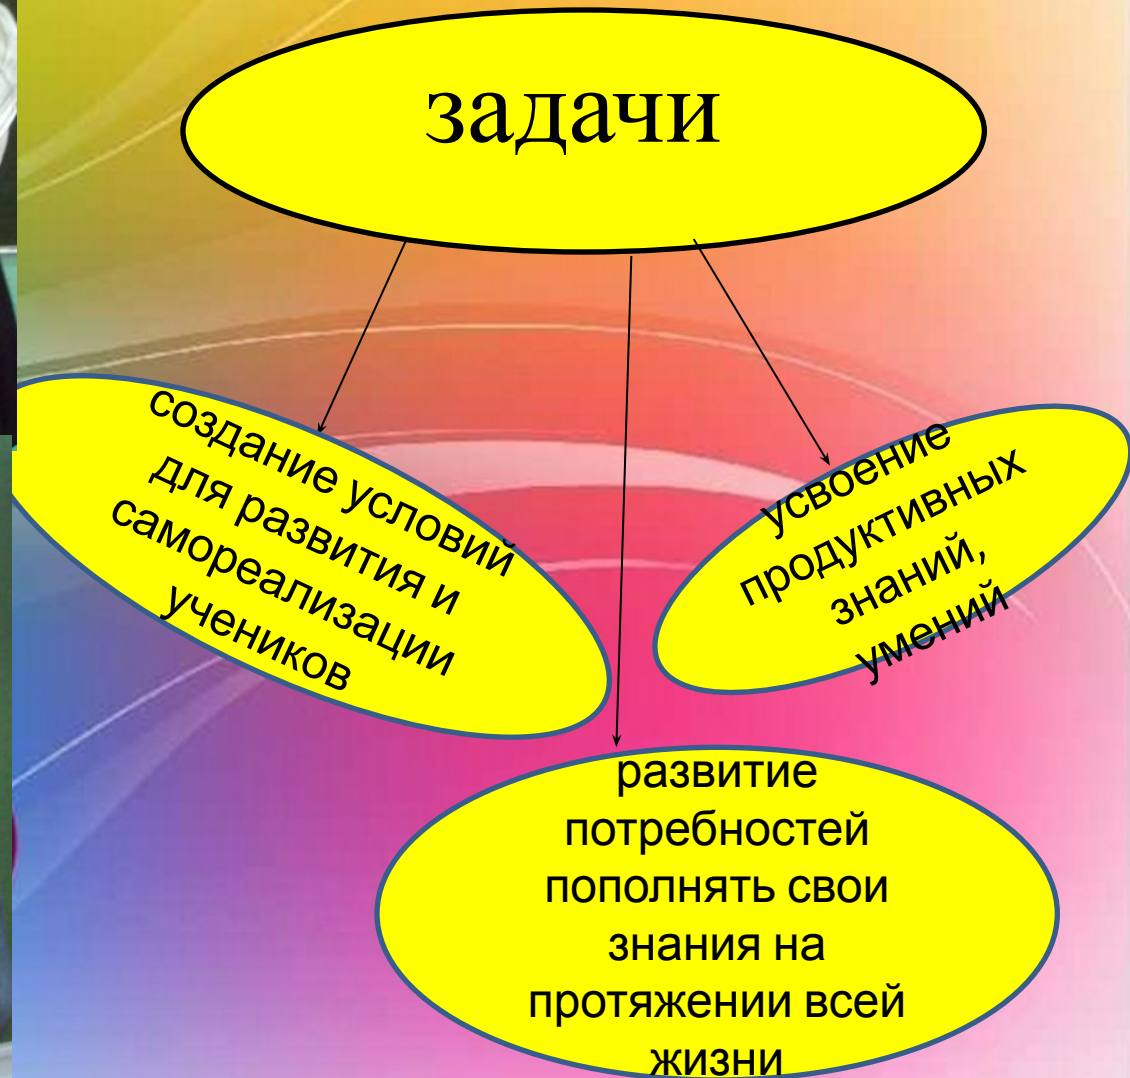 задачи
создание условий
для развития и
самореализации
учеников
усвоение
продуктивных
знаний,
умений
развитие
потребностей
пополнять свои
знания на
протяжении всей
жизни